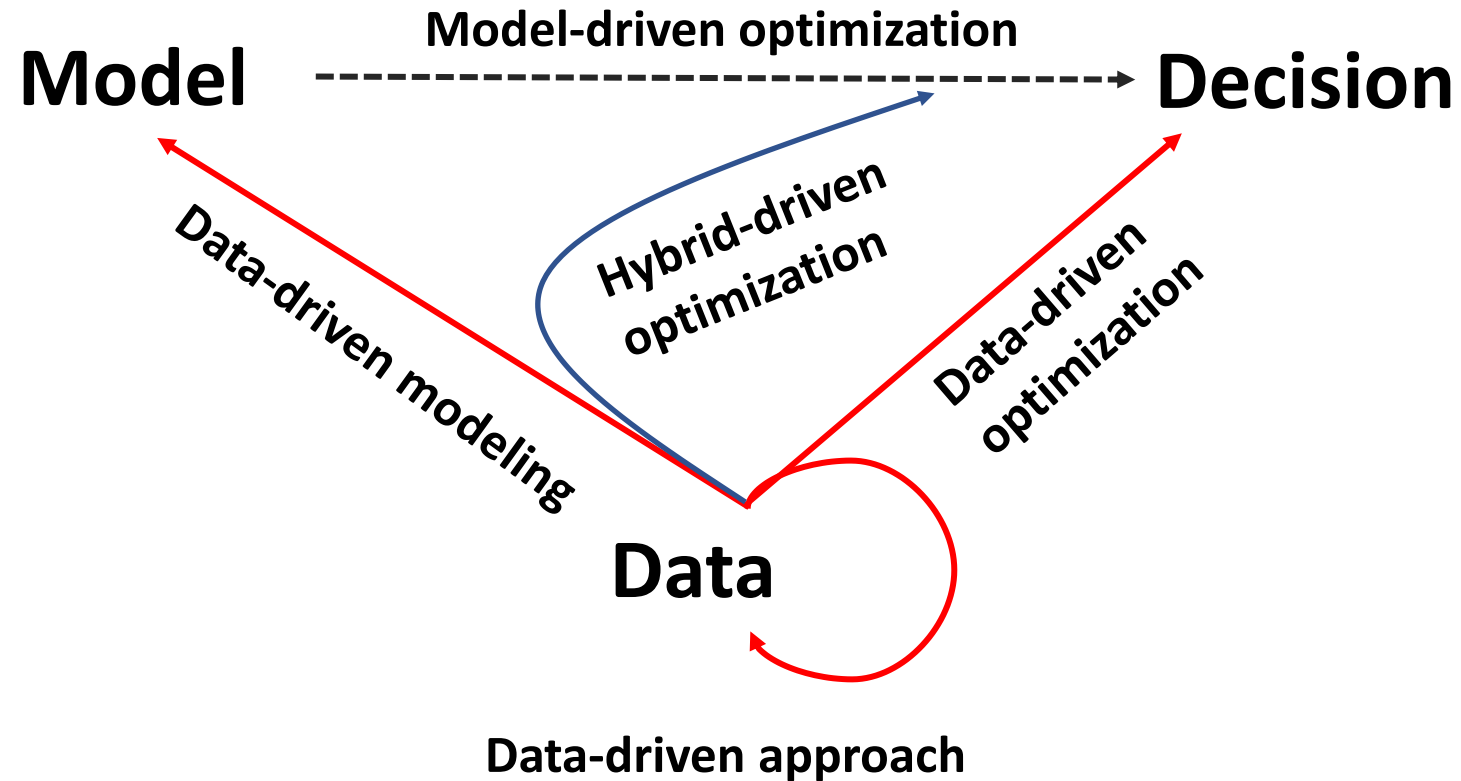 Model-driven optimization
Model
Decision
Data-driven modeling
Hybrid-driven
optimization
Data-driven
optimization
Data
Data-driven approach